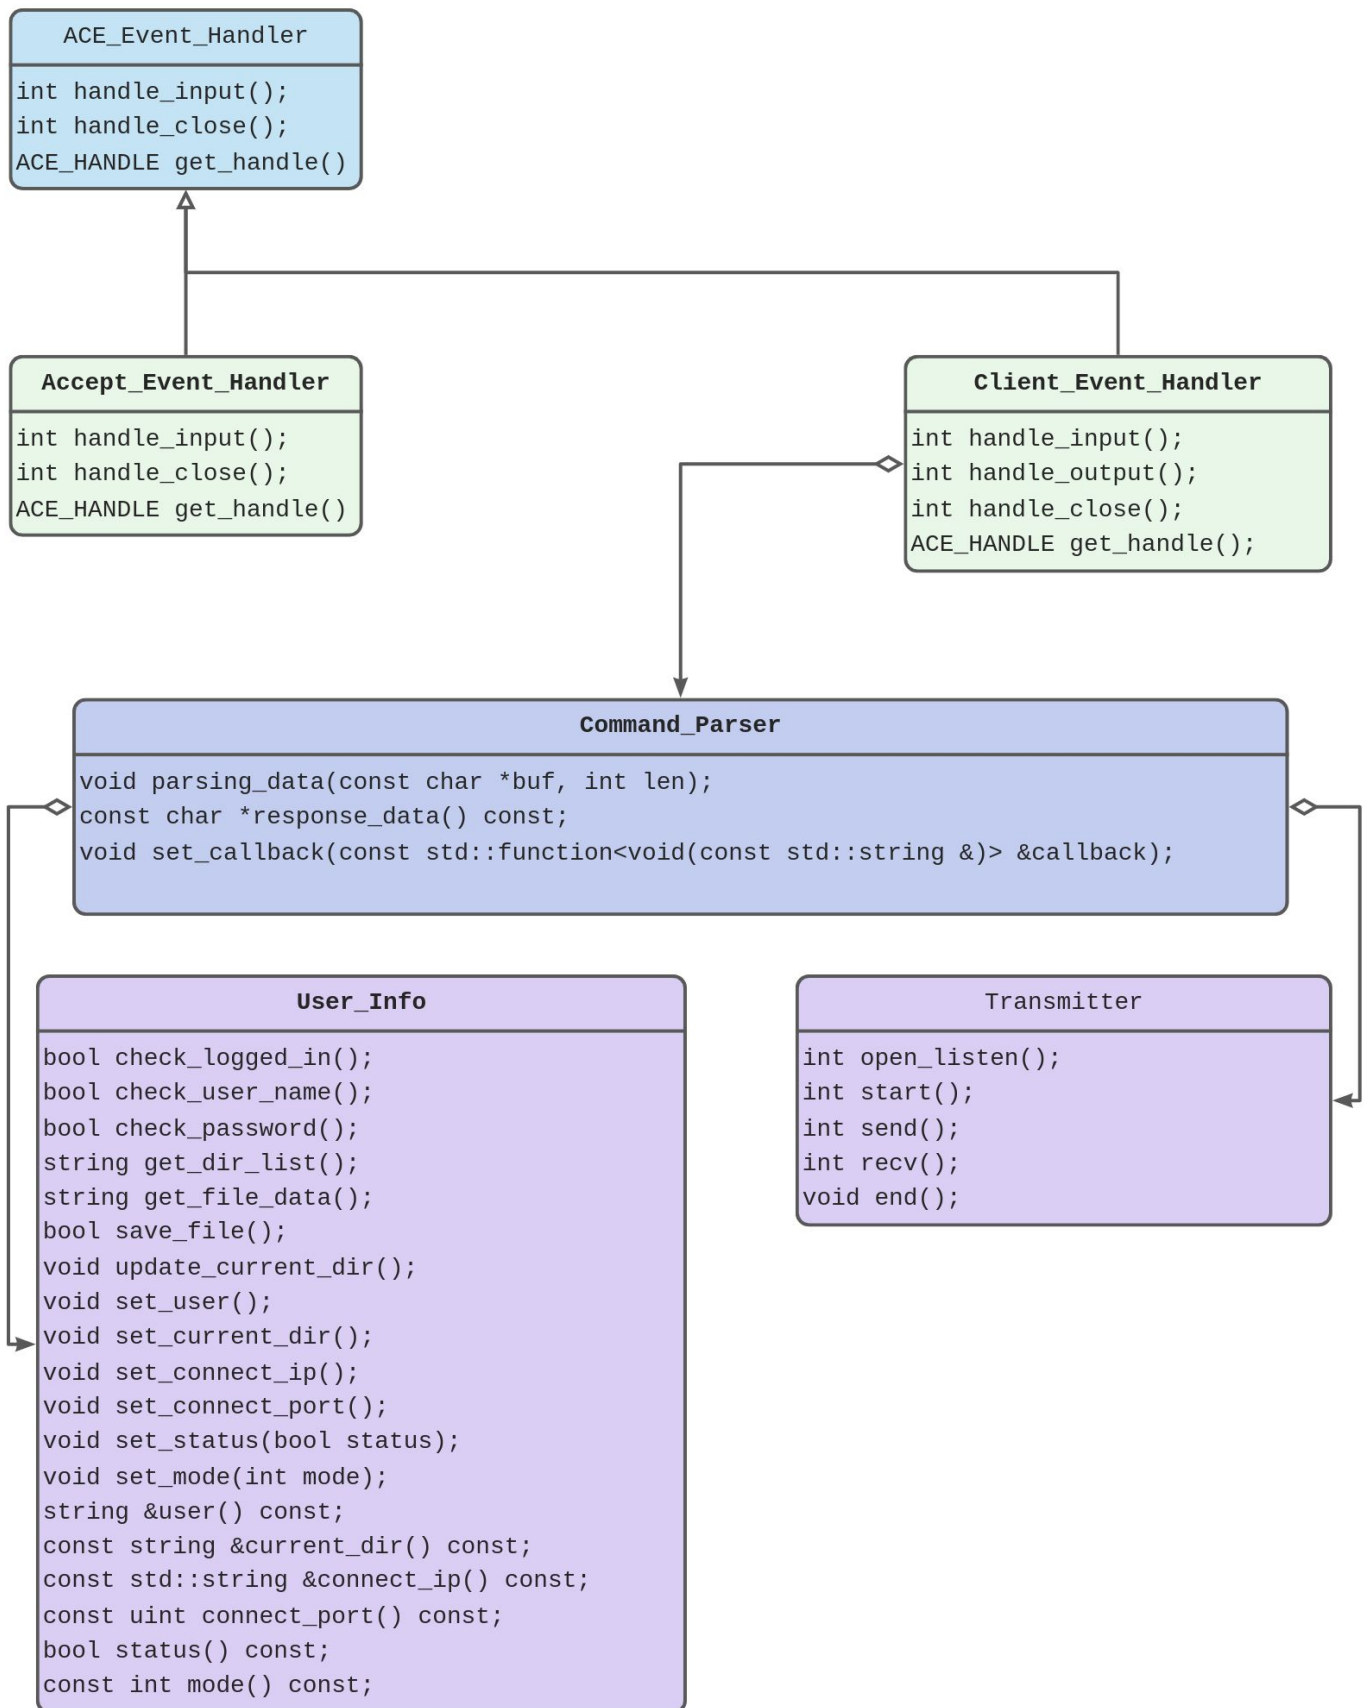 ACE_Event_Handler
int handle_input();
int handle_close();
ACE_HANDLE get_handle()
Accept_Event_Handler
int handle_input();
int handle_close();
ACE_HANDLE get_handle()
Client_Event_Handler
int handle_input();
int handle_output();
int handle_close();
ACE_HANDLE get_handle();
Command_Parser
void parsing_data(const char *buf, int len);
const char *response_data() const;
void set_callback(const std::function<void(const std::string &)> &callback);
User_Info
bool check_logged_in();
bool check_user_name();
bool check_password();
string get_dir_list();
string get_file_data();
bool save_file();
void update_current_dir();
void set_user();
void set_current_dir();
void set_connect_ip();
void set_connect_port();
void set_status(bool status);
void set_mode(int mode);
string &user() const;
const string &current_dir() const;
const std::string &connect_ip() const;
const uint connect_port() const;
bool status() const;
const int mode() const;
Transmitter
int open_listen();
int start();
int send();
int recv();
void end();